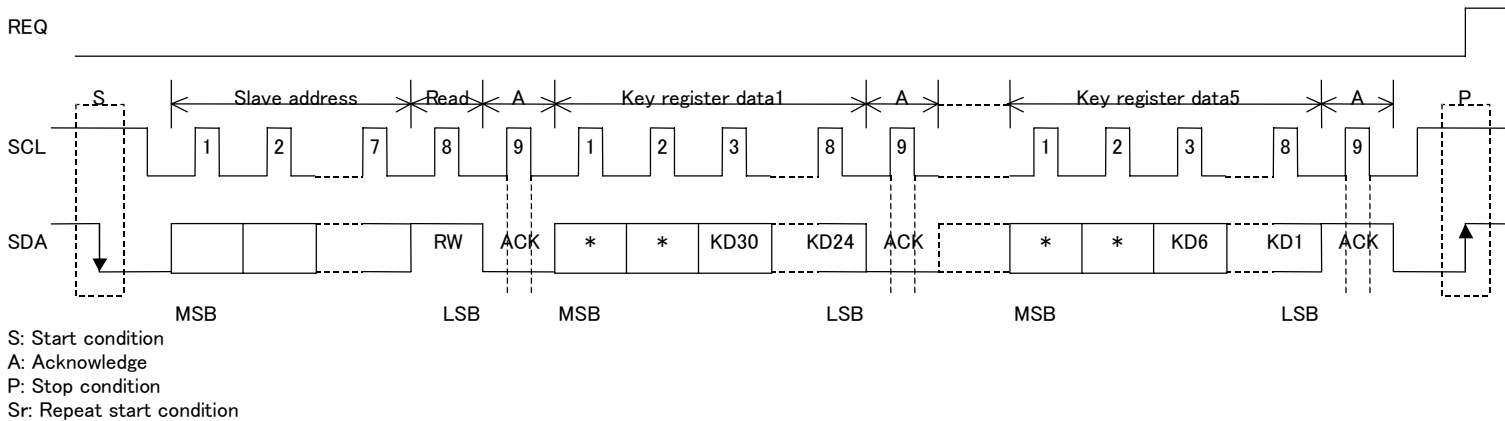 REQ
S Slave address Read A Key register data1 A Key register data5 A P
SCL 1 2 7 8 9 1 2 3 8 9 1 2 3 8 9
SDA RW ACK * * KD30 KD24 ACK * * KD6 KD1 ACK
MSB LSB MSB LSB MSB LSB
S: Start condition
A: Acknowledge
P: Stop condition
Sr: Repeat start condition